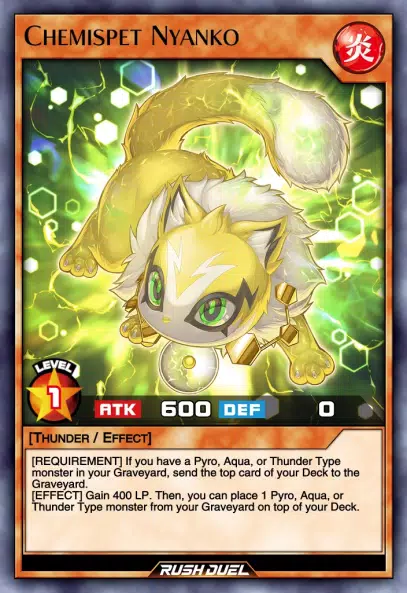 Chemispet Nyanko
炎
LEVEL
1
ATK 600 DEF 0
[Thunder / Effect]
[REQUIREMENT] If you have a Pyro, Aqua, or Thunder Type
monster in your Graveyard, send the top card of your Deck to the
Graveyard.
[EFFECT] Gain 400 LP. Then, you can place 1 Pyro, Aqua, or
Thunder Type monster from your Graveyard on top of your Deck.
RUSH DUEL